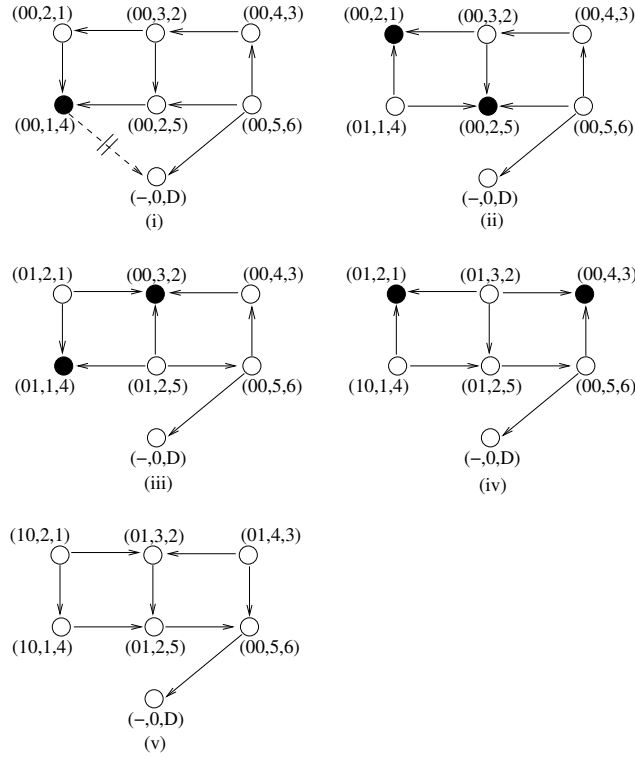 (00,2,1) (00,3,2) (00,4,3)
(00,1,4) (00,2,5) (00,5,6)
(−,0,D)
(i)
(00,2,1) (00,3,2) (00,4,3)
(01,1,4) (00,2,5) (00,5,6)
(−,0,D)
(ii)
(01,2,1) (00,3,2) (00,4,3)
(01,1,4) (01,2,5) (00,5,6)
(−,0,D)
(iii)
(01,2,1) (01,3,2) (00,4,3)
(10,1,4) (01,2,5) (00,5,6)
(−,0,D)
(iv)
(10,2,1) (01,3,2) (01,4,3)
(10,1,4) (01,2,5) (00,5,6)
(−,0,D)
(v)